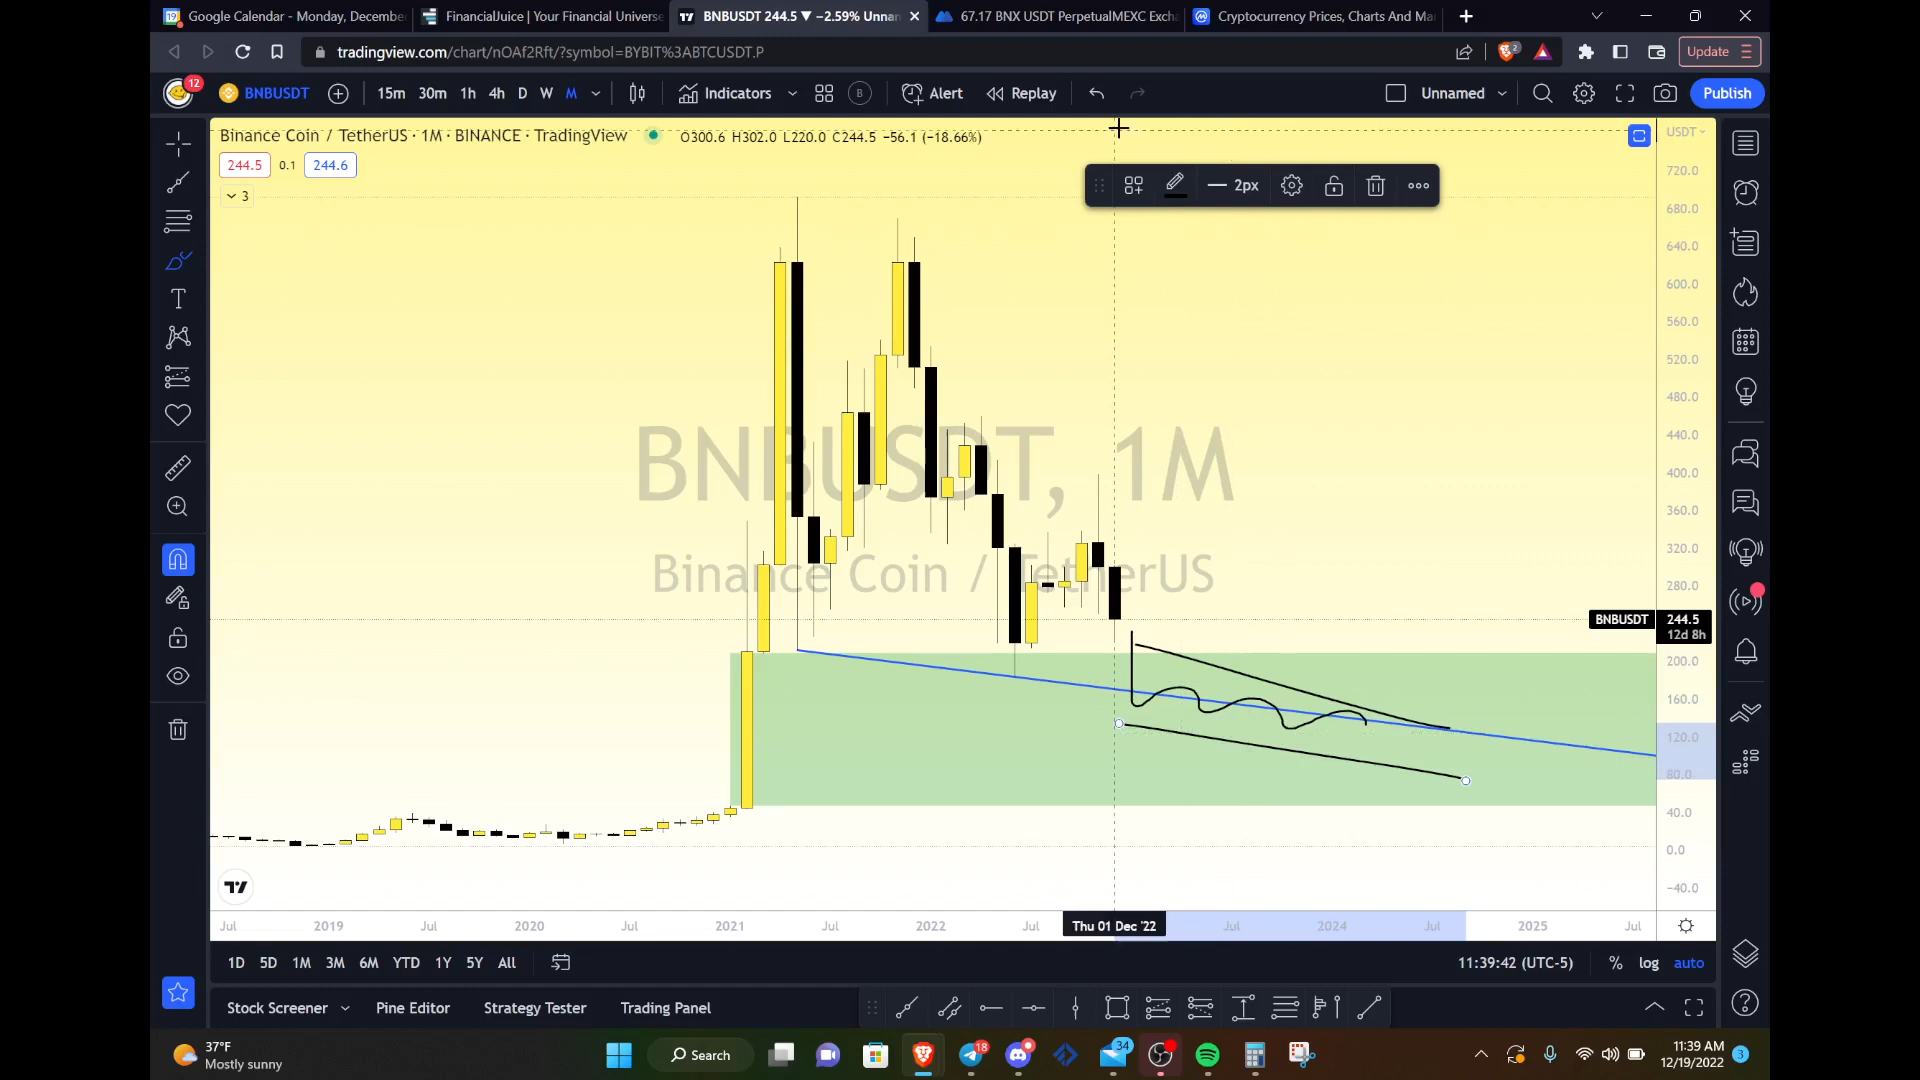 Google Calendar - Monday, December
FinancialJuice | Your Financial Universe
BNBUSDT 244.5 ▼ −2.59% Unnan
67.17 BNX USDT PerpetualMEXC Excha
Cryptocurrency Prices, Charts And Ma
tradingview.com/chart/nOAf2Rft/?symbol=BYBIT%3ABTCUSDT.P
2
Update
12
BNBUSDT
15m 30m 1h 4h D W M
Indicators
B
Alert
Replay
Unnamed
Publish
Binance Coin / TetherUS · 1M · BINANCE · TradingView
O300.6 H302.0 L220.0 C244.5 −56.1 (−18.66%)
USDT
244.5 0.1 244.6
3
2px
720.0
680.0
640.0
600.0
560.0
520.0
480.0
440.0
400.0
360.0
320.0
280.0
BNBUSDT, 1M
Binance Coin / TetherUS
BNBUSDT 244.5
12d 8h
200.0
160.0
120.0
80.0
40.0
0.0
−40.0
Jul 2019 Jul 2020 Jul 2021 Jul 2022 Jul Thu 01 Dec '22 Jul 2024 Jul 2025 Jul
1D 5D 1M 3M 6M YTD 1Y 5Y All
11:39:42 (UTC-5) % log auto
Stock Screener Pine Editor Strategy Tester Trading Panel
37°F
Mostly sunny
Search
18
34
11:39 AM
12/19/2022
3